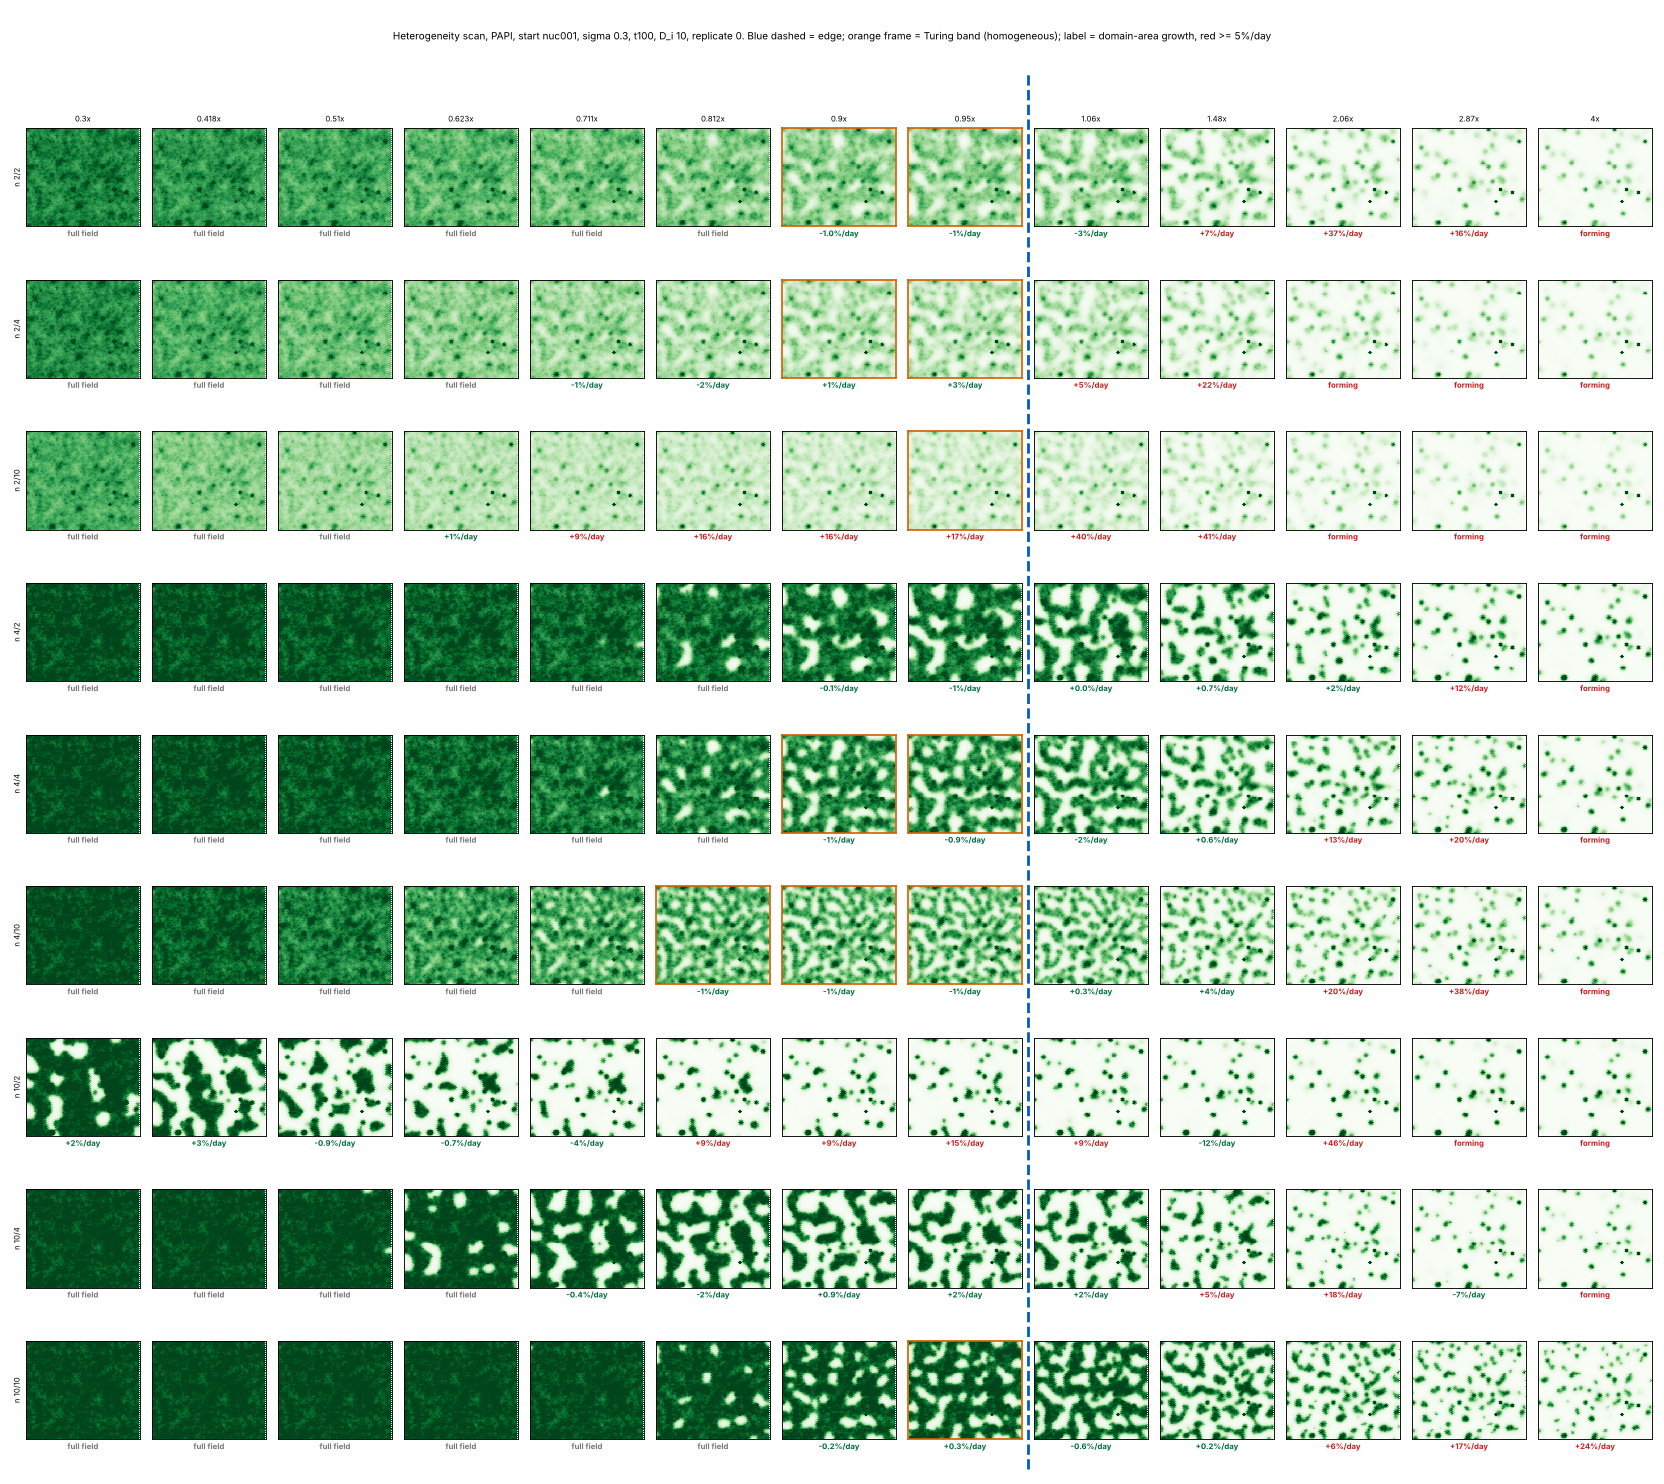 Heterogeneity scan, PAPI, start nuc001, sigma 0.3, t100, D_i 10, replicate 0. Blue dashed = edge; orange frame = Turing band (homogeneous); label = domain-area growth, red >= 5%/day
0.3x 0.418x 0.51x 0.623x 0.711x 0.812x 0.9x 0.95x 1.06x 1.48x 2.06x 2.87x 4x
n 2/2
full field full field full field full field full field full field -1.0%/day -1%/day -3%/day +7%/day +37%/day +16%/day forming
n 2/4
full field full field full field full field -1%/day -2%/day +1%/day +3%/day +5%/day +22%/day forming forming forming
n 2/10
full field full field full field +1%/day +9%/day +16%/day +16%/day +17%/day +40%/day +41%/day forming forming forming
n 4/2
full field full field full field full field full field full field -0.1%/day -1%/day +0.0%/day +0.7%/day +2%/day +12%/day forming
n 4/4
full field full field full field full field full field full field -1%/day -0.9%/day -2%/day +0.6%/day +13%/day +20%/day forming
n 4/10
full field full field full field full field full field -1%/day -1%/day -1%/day +0.3%/day +4%/day +20%/day +38%/day forming
n 10/2
+2%/day +3%/day -0.9%/day -0.7%/day -4%/day +9%/day +9%/day +15%/day +9%/day -12%/day +46%/day forming forming
n 10/4
full field full field full field full field -0.4%/day -2%/day +0.9%/day +2%/day +2%/day +5%/day +18%/day -7%/day forming
n 10/10
full field full field full field full field full field full field -0.2%/day +0.3%/day -0.6%/day +0.2%/day +6%/day +17%/day +24%/day